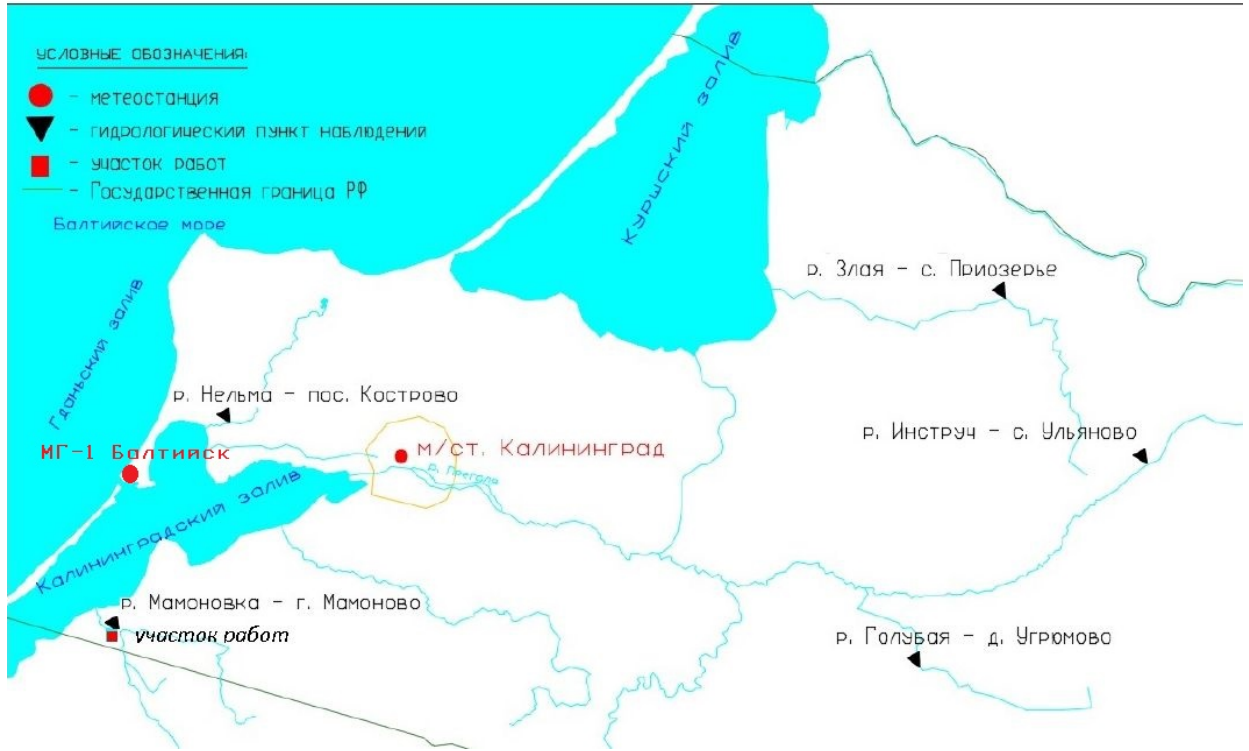 УСЛОВНЫЕ ОБОЗНАЧЕНИЯ:
- метеостанция
- гидрологический пункт наблюдений
- участок работ
- Государственная граница РФ
Балтийское море
Куршский залив
Гданьский залив
р. Злая - с. Приозерье
р. Нельма - пос. Кострово
р. Инструч - с. Ульяново
МГ-1 Балтийск
м/ст. Калининград
р. Преголя
Калининградский залив
р. Мамоновка - г. Мамоново
участок работ
р. Голубая - д. Угрюмово